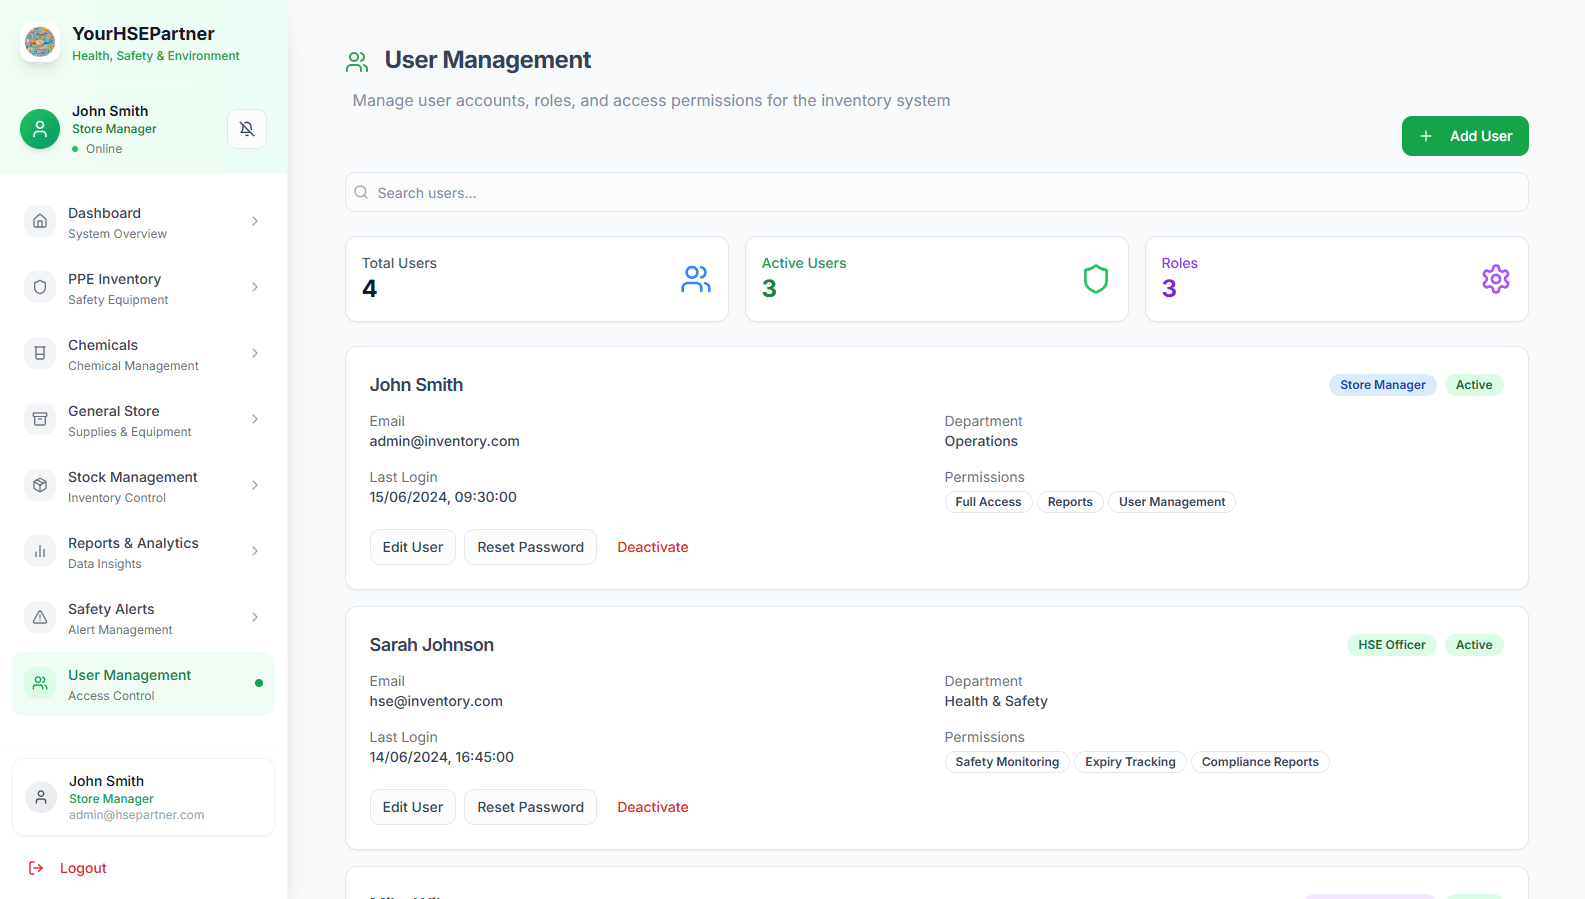 YourHSEPartner
Health, Safety & Environment
John Smith
Store Manager
Online
Dashboard
System Overview
PPE Inventory
Safety Equipment
Chemicals
Chemical Management
General Store
Supplies & Equipment
Stock Management
Inventory Control
Reports & Analytics
Data Insights
Safety Alerts
Alert Management
User Management
Access Control
John Smith
Store Manager
admin@hsepartner.com
Logout
User Management
Manage user accounts, roles, and access permissions for the inventory system
Add User
Search users...
Total Users
4
Active Users
3
Roles
3
John Smith
Store Manager Active
Email
admin@inventory.com
Department
Operations
Last Login
15/06/2024, 09:30:00
Permissions
Full Access Reports User Management
Edit User Reset Password Deactivate
Sarah Johnson
HSE Officer Active
Email
hse@inventory.com
Department
Health & Safety
Last Login
14/06/2024, 16:45:00
Permissions
Safety Monitoring Expiry Tracking Compliance Reports
Edit User Reset Password Deactivate